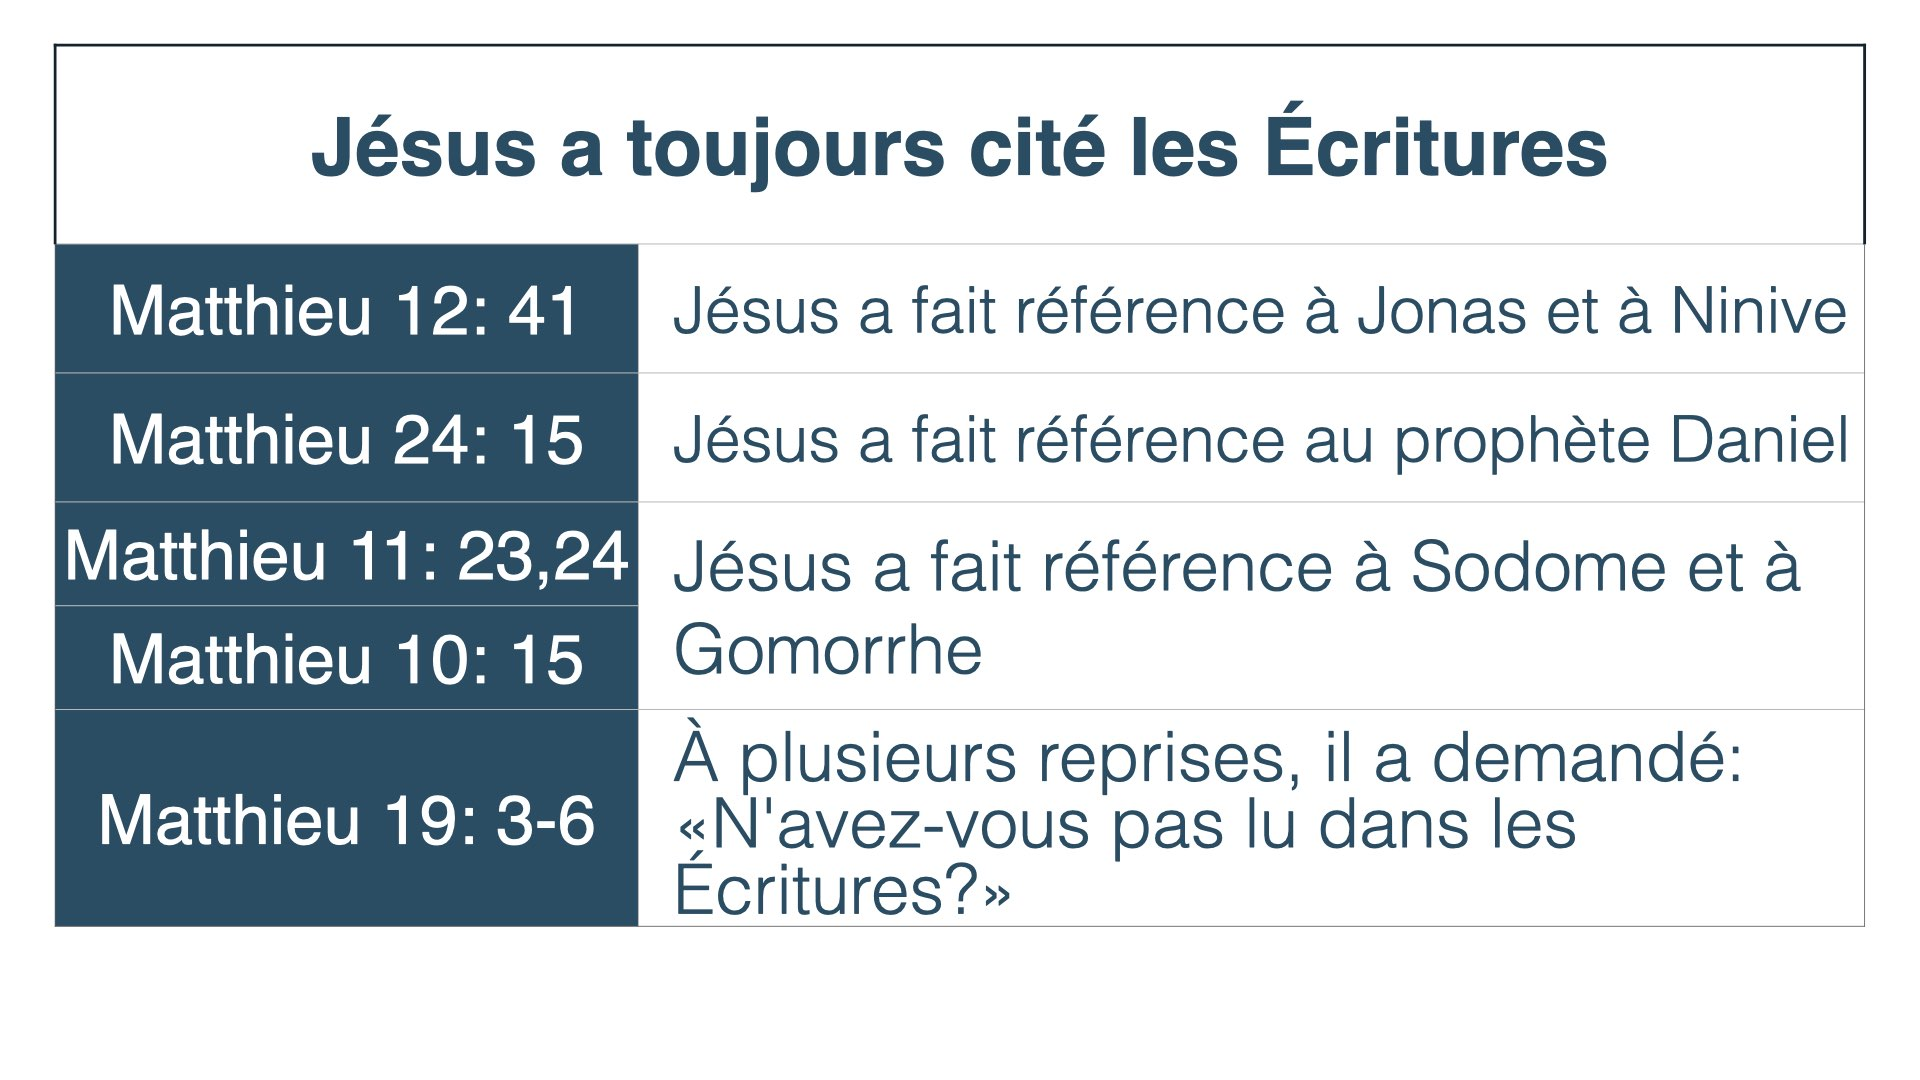 Jésus a toujours cité les Écritures
Matthieu 12: 41
Jésus a fait référence à Jonas et à Ninive
Matthieu 24: 15
Jésus a fait référence au prophète Daniel
Matthieu 11: 23,24
Matthieu 10: 15
Jésus a fait référence à Sodome et à
Gomorrhe
Matthieu 19: 3-6
À plusieurs reprises, il a demandé:
«N'avez-vous pas lu dans les
Écritures?»